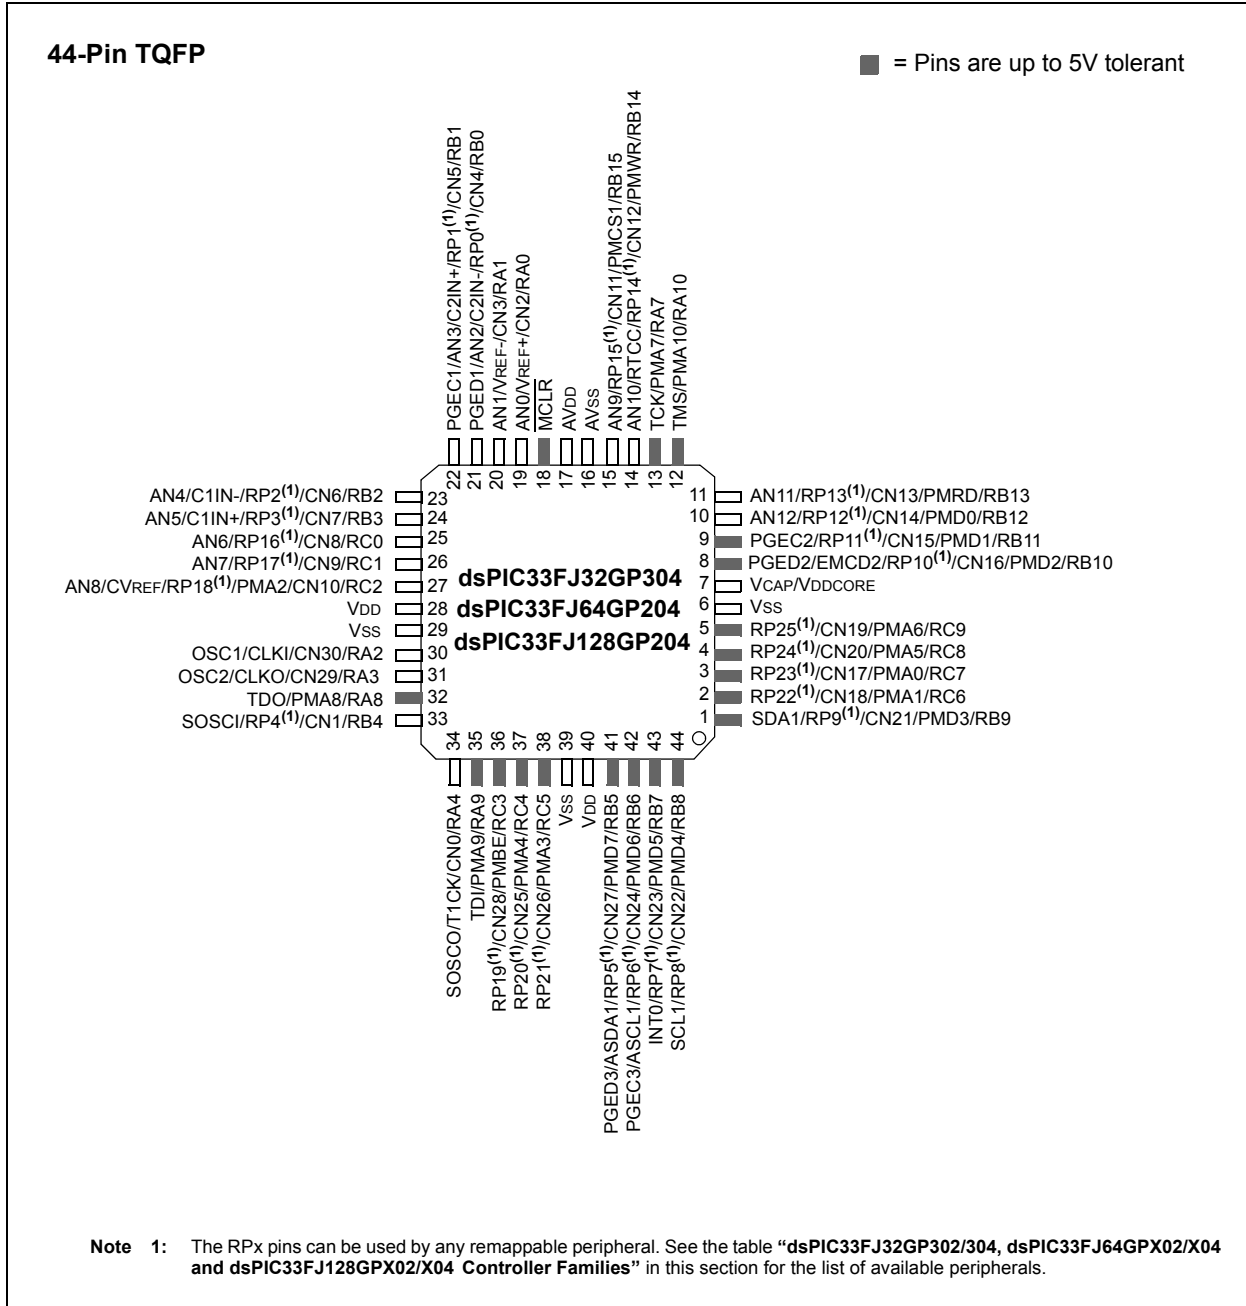 44-Pin TQFP
= Pins are up to 5V tolerant
PGEC1/AN3/C2IN+/RP1(1)/CN5/RB1
PGED1/AN2/C2IN-/RP0(1)/CN4/RB0
AN1/VREF-/CN3/RA1
AN0/VREF+/CN2/RA0
MCLR
AVDD
AVSS
AN9/RP15(1)/CN11/PMCS1/RB15
AN10/RTCC/RP14(1)/CN12/PMWR/RB14
TCK/PMA7/RA7
TMS/PMA10/RA10
22 21 20 19 18 17 16 15 14 13 12
AN4/C1IN-/RP2(1)/CN6/RB2 23
AN5/C1IN+/RP3(1)/CN7/RB3 24
AN6/RP16(1)/CN8/RC0 25
AN7/RP17(1)/CN9/RC1 26
AN8/CVREF/RP18(1)/PMA2/CN10/RC2 27
VDD 28
VSS 29
OSC1/CLKI/CN30/RA2 30
OSC2/CLKO/CN29/RA3 31
TDO/PMA8/RA8 32
SOSCI/RP4(1)/CN1/RB4 33
dsPIC33FJ32GP304
dsPIC33FJ64GP204
dsPIC33FJ128GP204
11 AN11/RP13(1)/CN13/PMRD/RB13
10 AN12/RP12(1)/CN14/PMD0/RB12
9 PGEC2/RP11(1)/CN15/PMD1/RB11
8 PGED2/EMCD2/RP10(1)/CN16/PMD2/RB10
7 VCAP/VDDCORE
6 VSS
5 RP25(1)/CN19/PMA6/RC9
4 RP24(1)/CN20/PMA5/RC8
3 RP23(1)/CN17/PMA0/RC7
2 RP22(1)/CN18/PMA1/RC6
1 SDA1/RP9(1)/CN21/PMD3/RB9
34 35 36 37 38 39 40 41 42 43 44
SOSCO/T1CK/CN0/RA4
TDI/PMA9/RA9
RP19(1)/CN28/PMBE/RC3
RP20(1)/CN25/PMA4/RC4
RP21(1)/CN26/PMA3/RC5
VSS
VDD
PGED3/ASDA1/RP5(1)/CN27/PMD7/RB5
PGEC3/ASCL1/RP6(1)/CN24/PMD6/RB6
INT0/RP7(1)/CN23/PMD5/RB7
SCL1/RP8(1)/CN22/PMD4/RB8
Note 1: The RPx pins can be used by any remappable peripheral. See the table “dsPIC33FJ32GP302/304, dsPIC33FJ64GPX02/X04
and dsPIC33FJ128GPX02/X04 Controller Families” in this section for the list of available peripherals.